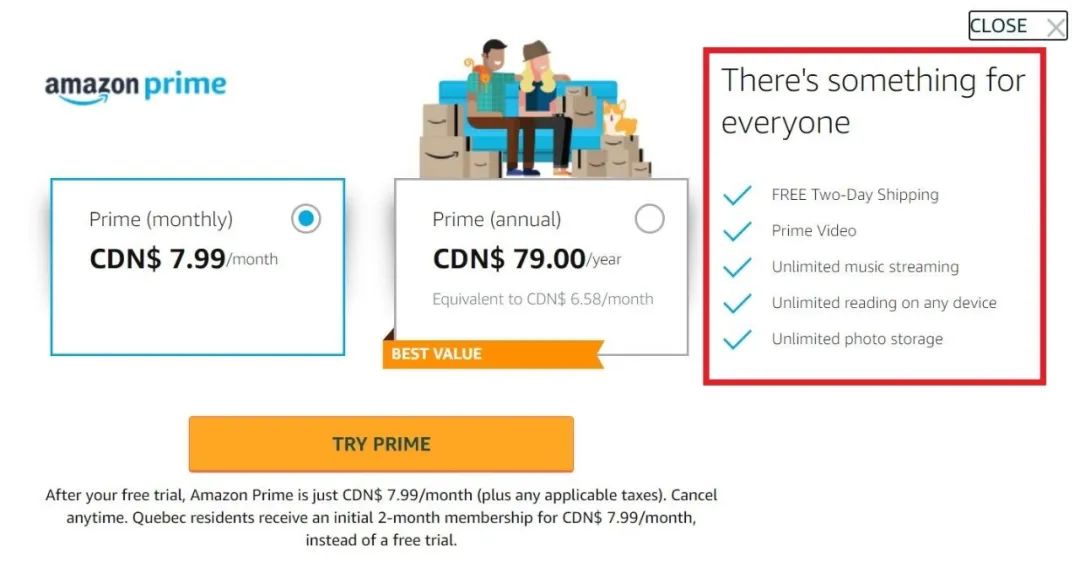 CLOSE
amazon prime
There's something for
everyone
Prime (monthly)
CDN$ 7.99/month
Prime (annual)
CDN$ 79.00/year
Equivalent to CDN$ 6.58/month
BEST VALUE
FREE Two-Day Shipping
Prime Video
Unlimited music streaming
Unlimited reading on any device
Unlimited photo storage
TRY PRIME
After your free trial, Amazon Prime is just CDN$ 7.99/month (plus any applicable taxes). Cancel
anytime. Quebec residents receive an initial 2-month membership for CDN$ 7.99/month,
instead of a free trial.